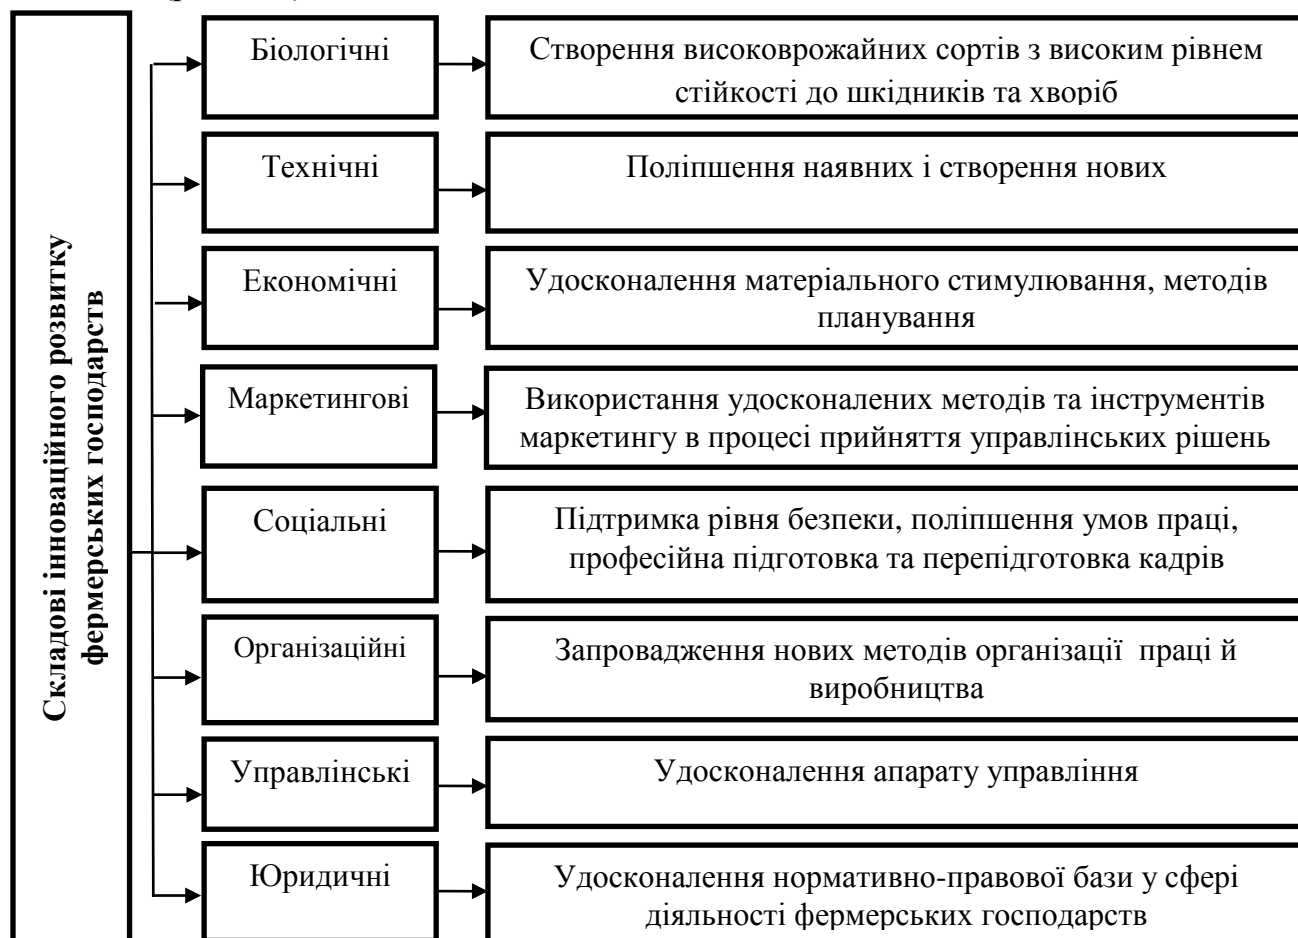 Складові інноваційного розвитку
фермерських господарств
Біологічні
Створення високоврожайних сортів з високим рівнем
стійкості до шкідників та хвороб
Технічні
Поліпшення наявних і створення нових
Економічні
Удосконалення матеріального стимулювання, методів
планування
Маркетингові
Використання удосконалених методів та інструментів
маркетингу в процесі прийняття управлінських рішень
Соціальні
Підтримка рівня безпеки, поліпшення умов праці,
професійна підготовка та перепідготовка кадрів
Організаційні
Запровадження нових методів організації праці й
виробництва
Управлінські
Удосконалення апарату управління
Юридичні
Удосконалення нормативно-правової бази у сфері
діяльності фермерських господарств